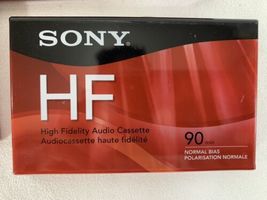 SONY
HF
High Fidelity Audio Cassette
Audiocassette haute fidélité
90
NORMAL BIAS
POLARISATION NORMALE